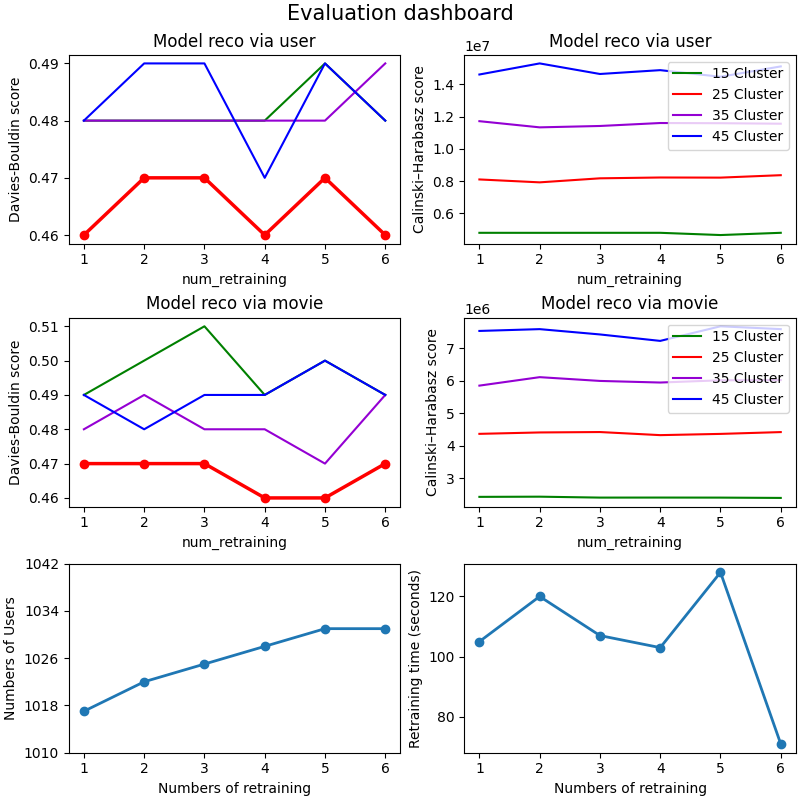 Evaluation dashboard
Model reco via user
Davies-Bouldin score
0.49
0.48
0.47
0.46
1 2 3 4 5 6
num_retraining
Model reco via user
1e7
Calinski–Harabasz score
1.4
1.2
1.0
0.8
0.6
15 Cluster
25 Cluster
35 Cluster
45 Cluster
1 2 3 4 5 6
num_retraining
Model reco via movie
Davies-Bouldin score
0.51
0.50
0.49
0.48
0.47
0.46
1 2 3 4 5 6
num_retraining
Model reco via movie
1e6
Calinski–Harabasz score
7
6
5
4
3
15 Cluster
25 Cluster
35 Cluster
45 Cluster
1 2 3 4 5 6
num_retraining
Numbers of Users
1042
1034
1026
1018
1010
1 2 3 4 5 6
Numbers of retraining
Retraining time (seconds)
120
100
80
1 2 3 4 5 6
Numbers of retraining